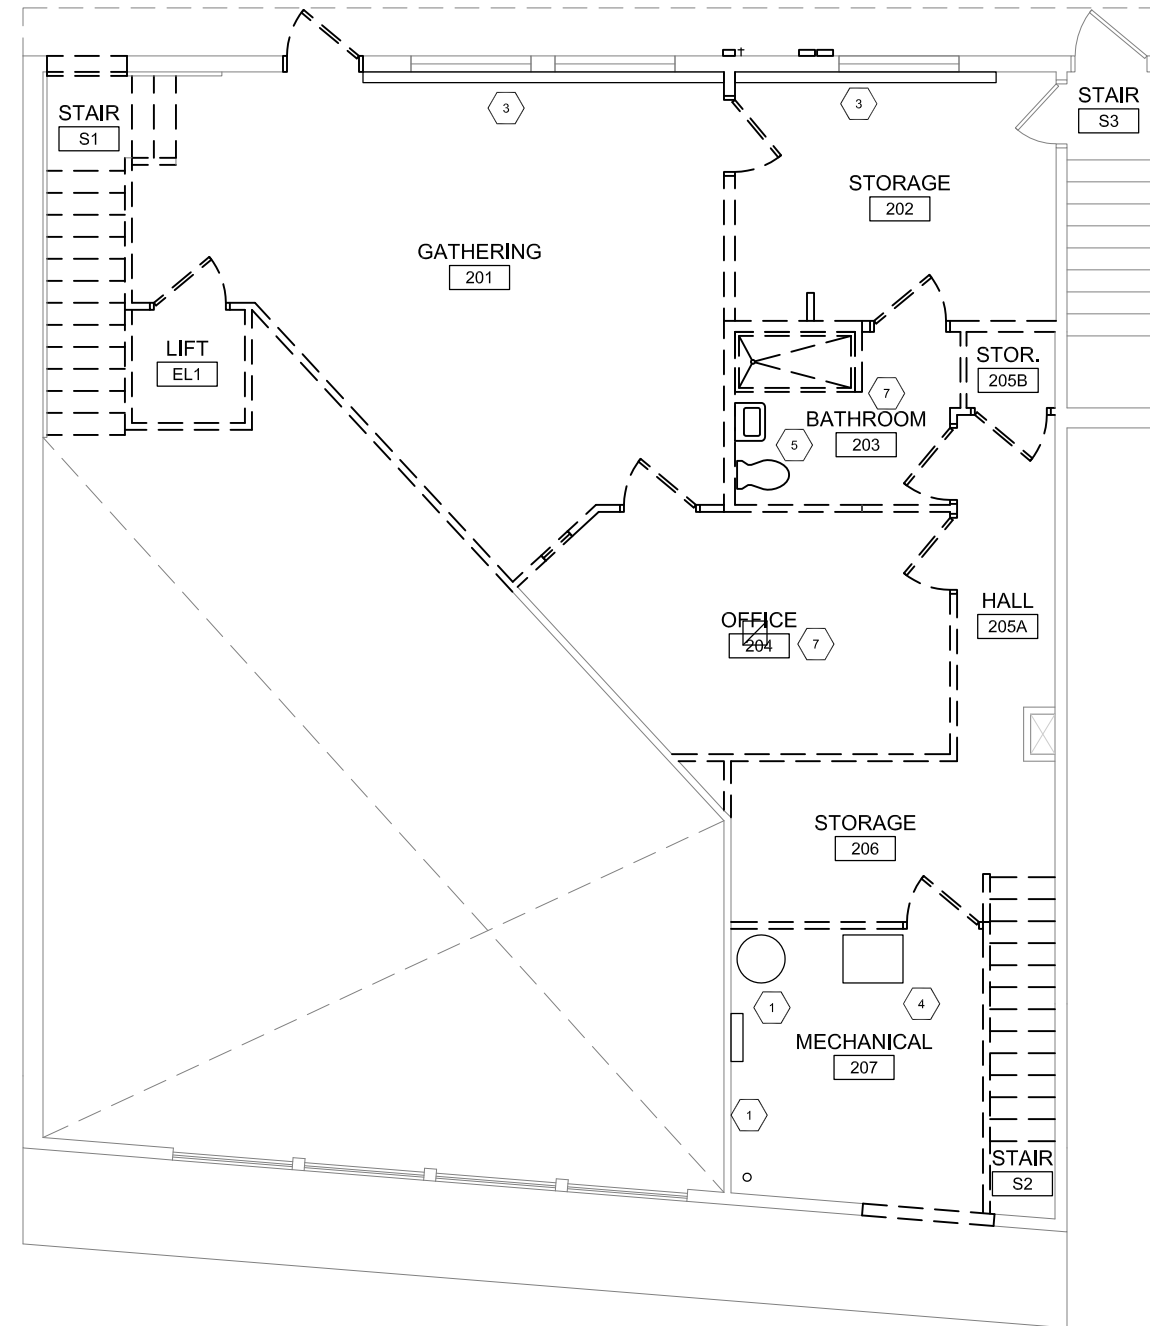 STAIR
S1
3
3
STAIR
S3
STORAGE
202
GATHERING
201
LIFT
EL1
STOR.
205B
7
BATHROOM
203
5
HALL
205A
OFFICE
204
7
STORAGE
206
1
4
MECHANICAL
207
1
STAIR
S2